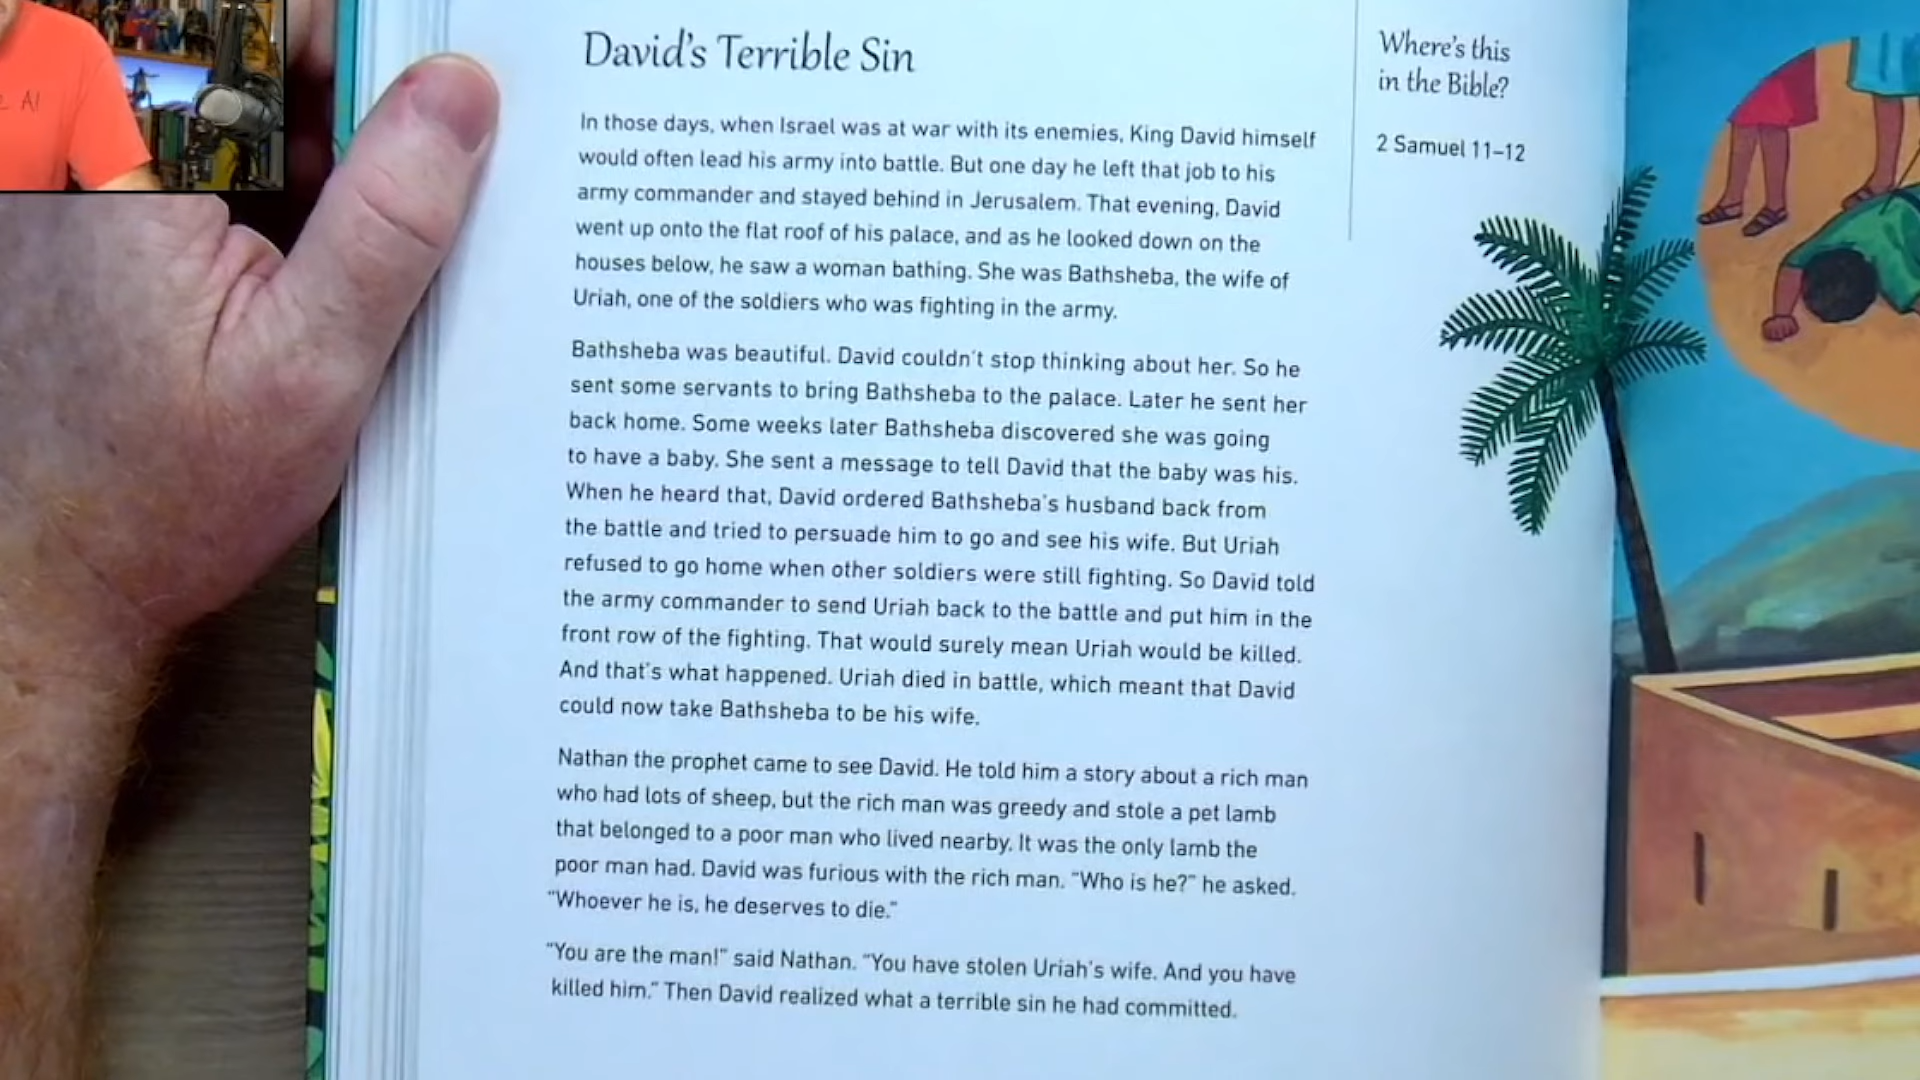 AI
David's Terrible Sin
In those days, when Israel was at war with its enemies, King David himself
would often lead his army into battle. But one day he left that job to his
army commander and stayed behind in Jerusalem. That evening, David
went up onto the flat roof of his palace, and as he looked down on the
houses below, he saw a woman bathing. She was Bathsheba, the wife of
Uriah, one of the soldiers who was fighting in the army.
Bathsheba was beautiful. David couldn't stop thinking about her. So he
sent some servants to bring Bathsheba to the palace. Later he sent her
back home. Some weeks later Bathsheba discovered she was going
to have a baby. She sent a message to tell David that the baby was his.
When he heard that, David ordered Bathsheba's husband back from
the battle and tried to persuade him to go and see his wife. But Uriah
refused to go home when other soldiers were still fighting. So David told
the army commander to send Uriah back to the battle and put him in the
front row of the fighting. That would surely mean Uriah would be killed.
And that's what happened. Uriah died in battle, which meant that David
could now take Bathsheba to be his wife.
Nathan the prophet came to see David. He told him a story about a rich man
who had lots of sheep, but the rich man was greedy and stole a pet lamb
that belonged to a poor man who lived nearby. It was the only lamb the
poor man had. David was furious with the rich man. "Who is he?" he asked.
"Whoever he is, he deserves to die."
"You are the man!" said Nathan. "You have stolen Uriah's wife. And you have
killed him." Then David realized what a terrible sin he had committed.
Where's this
in the Bible?
2 Samuel 11–12